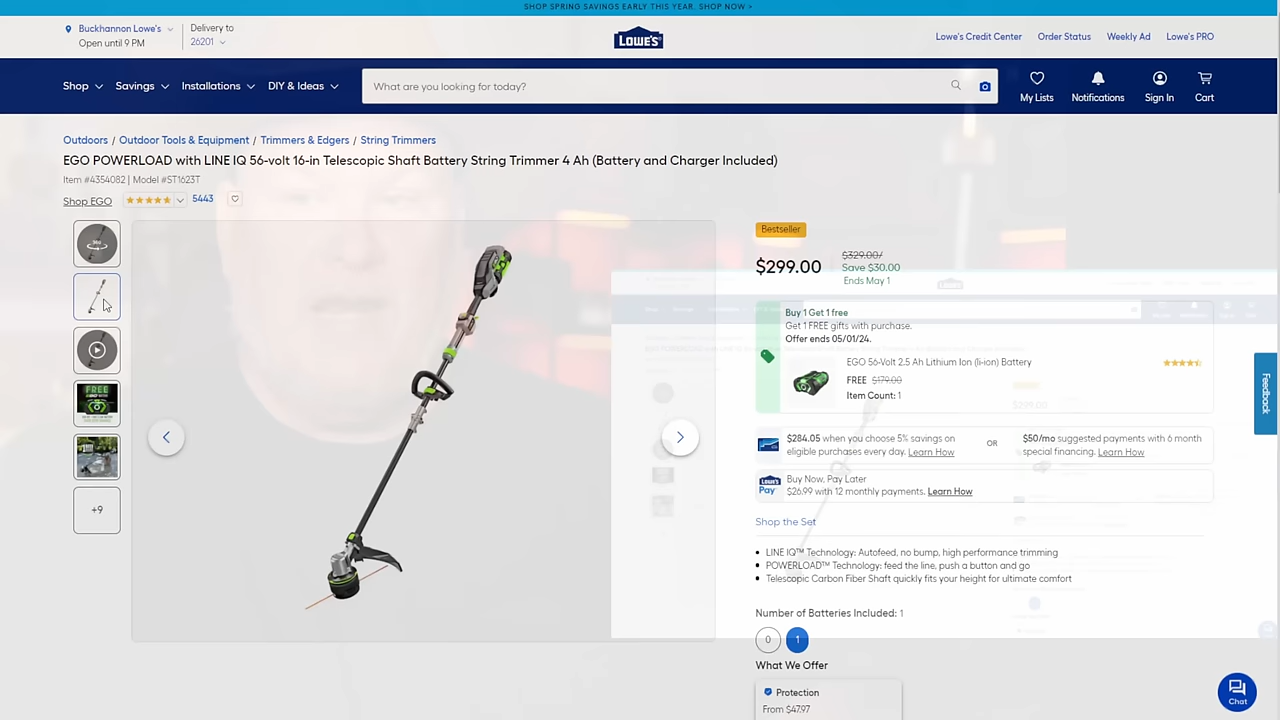 SHOP SPRING SAVINGS EARLY THIS YEAR. SHOP NOW >
Buckhannon Lowe's
Open until 9 PM
Delivery to
26201
LOWE'S
Lowe's Credit Center
Order Status
Weekly Ad
Lowe's PRO
Shop
Savings
Installations
DIY & Ideas
What are you looking for today?
My Lists
Notifications
Sign In
Cart
Outdoors / Outdoor Tools & Equipment / Trimmers & Edgers / String Trimmers
EGO POWERLOAD with LINE IQ 56-volt 16-in Telescopic Shaft Battery String Trimmer 4 Ah (Battery and Charger Included)
Item #4354082 | Model #ST1623T
Shop EGO
5443
FREE
+9
Bestseller
$299.00
$329.00/
Save $30.00
Ends May 1
Buy 1 Get 1 free
Get 1 FREE gifts with purchase.
Offer ends 05/01/24.
EGO 56-Volt 2.5 Ah Lithium Ion (li-ion) Battery
FREE $179.00
Item Count: 1
$284.05 when you choose 5% savings on
eligible purchases every day. Learn How
OR
$50/mo suggested payments with 6 month
special financing. Learn How
LOWE'S
Pay
Buy Now, Pay Later
$26.99 with 12 monthly payments. Learn How
Shop the Set
LINE IQ™ Technology: Autofeed, no bump, high performance trimming
POWERLOAD™ Technology: feed the line, push a button and go
Telescopic Carbon Fiber Shaft quickly fits your height for ultimate comfort
Number of Batteries Included: 1
0
1
What We Offer
Protection
From $47.97
Feedback
Chat